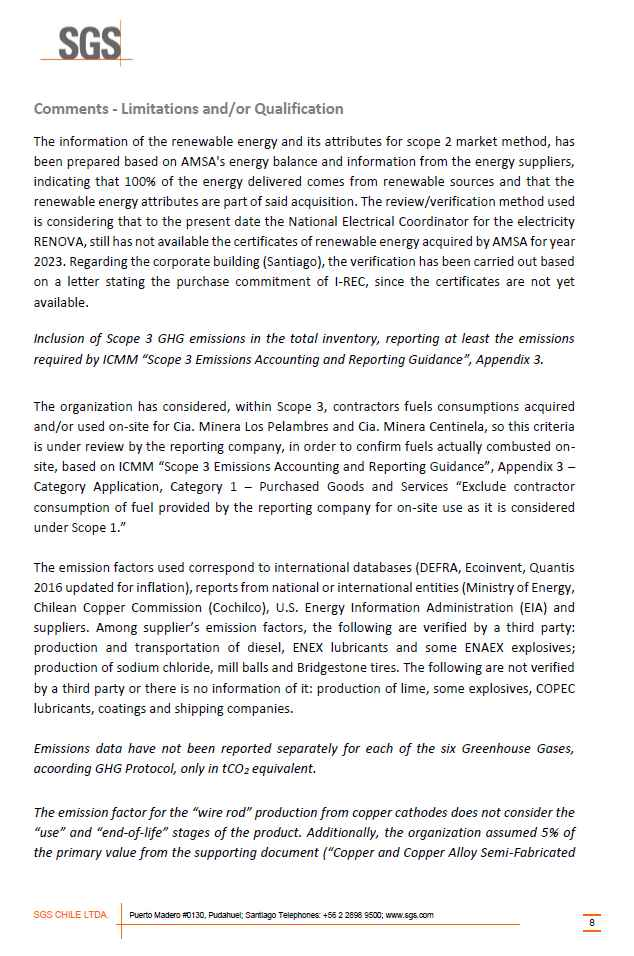 SGS
Comments - Limitations and/or Qualification
The information of the renewable energy and its attributes for scope 2 market method, has
been prepared based on AMSA's energy balance and information from the energy suppliers,
indicating that 100% of the energy delivered comes from renewable sources and that the
renewable energy attributes are part of said acquisition. The review/verification method used
is considering that to the present date the National Electrical Coordinator for the electricity
RENOVA, still has not available the certificates of renewable energy acquired by AMSA for year
2023. Regarding the corporate building (Santiago), the verification has been carried out based
on a letter stating the purchase commitment of I-REC, since the certificates are not yet
available.
Inclusion of Scope 3 GHG emissions in the total inventory, reporting at least the emissions
required by ICMM “Scope 3 Emissions Accounting and Reporting Guidance”, Appendix 3.
The organization has considered, within Scope 3, contractors fuels consumptions acquired
and/or used on-site for Cia. Minera Los Pelambres and Cia. Minera Centinela, so this criteria
is under review by the reporting company, in order to confirm fuels actually combusted on-
site, based on ICMM “Scope 3 Emissions Accounting and Reporting Guidance”, Appendix 3 –
Category Application, Category 1 – Purchased Goods and Services “Exclude contractor
consumption of fuel provided by the reporting company for on-site use as it is considered
under Scope 1.”
The emission factors used correspond to international databases (DEFRA, Ecoinvent, Quantis
2016 updated for inflation), reports from national or international entities (Ministry of Energy,
Chilean Copper Commission (Cochilco), U.S. Energy Information Administration (EIA) and
suppliers. Among supplier’s emission factors, the following are verified by a third party:
production and transportation of diesel, ENEX lubricants and some ENAEX explosives;
production of sodium chloride, mill balls and Bridgestone tires. The following are not verified
by a third party or there is no information of it: production of lime, some explosives, COPEC
lubricants, coatings and shipping companies.
Emissions data have not been reported separately for each of the six Greenhouse Gases,
acoording GHG Protocol, only in tCO₂ equivalent.
The emission factor for the “wire rod” production from copper cathodes does not consider the
“use” and “end-of-life” stages of the product. Additionally, the organization assumed 5% of
the primary value from the supporting document (“Copper and Copper Alloy Semi-Fabricated
SGS CHILE LTDA. Puerto Madero #0130, Pudahuel; Santiago Telephones: +56 2 2898 9500; www.sgs.com
8